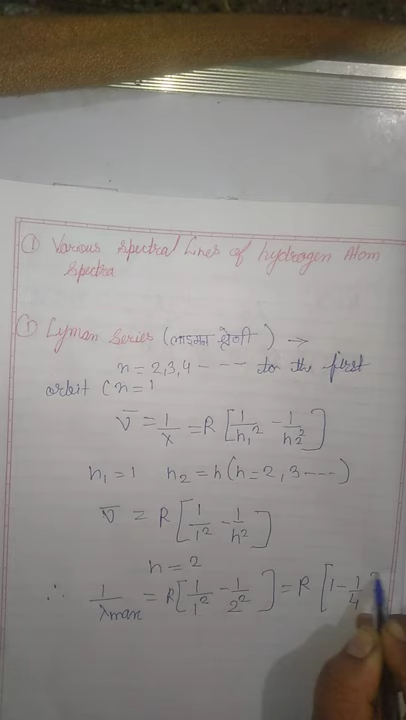 ① Various spectral Lines of hydrogen Atom
Spectra
① Lyman Series (लाइमन श्रेणी) →
n = 2,3,4 - - - - to the first
orbit (n = 1
ν̅ = 1/λ = R [1/n₁² - 1/n₂²]
n₁ = 1 n₂ = n (n = 2, 3 ----)
ν̅ = R [1/1² - 1/n²]
n = 2
∴ 1/λman = R [1/1² - 1/2²] = R [1 - 1/4